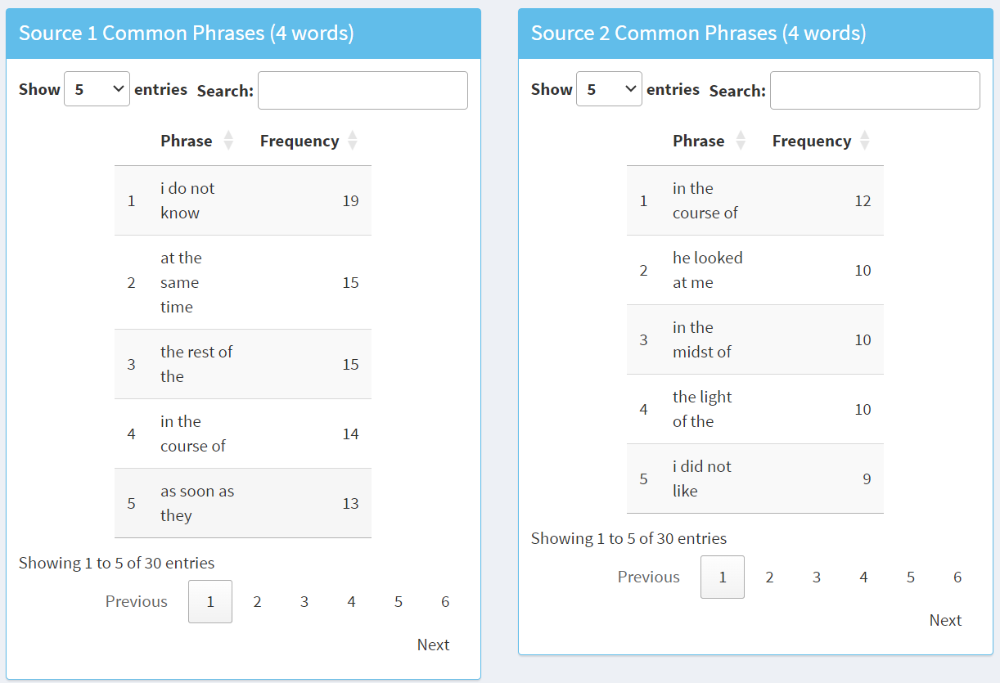 Source 1 Common Phrases (4 words)
Show 5 entries Search:
Phrase Frequency
1 i do not know 19
2 at the same time 15
3 the rest of the 15
4 in the course of 14
5 as soon as they 13
Showing 1 to 5 of 30 entries
Previous 1 2 3 4 5 6
Next
Source 2 Common Phrases (4 words)
Show 5 entries Search:
Phrase Frequency
1 in the course of 12
2 he looked at me 10
3 in the midst of 10
4 the light of the 10
5 i did not like 9
Showing 1 to 5 of 30 entries
Previous 1 2 3 4 5 6
Next